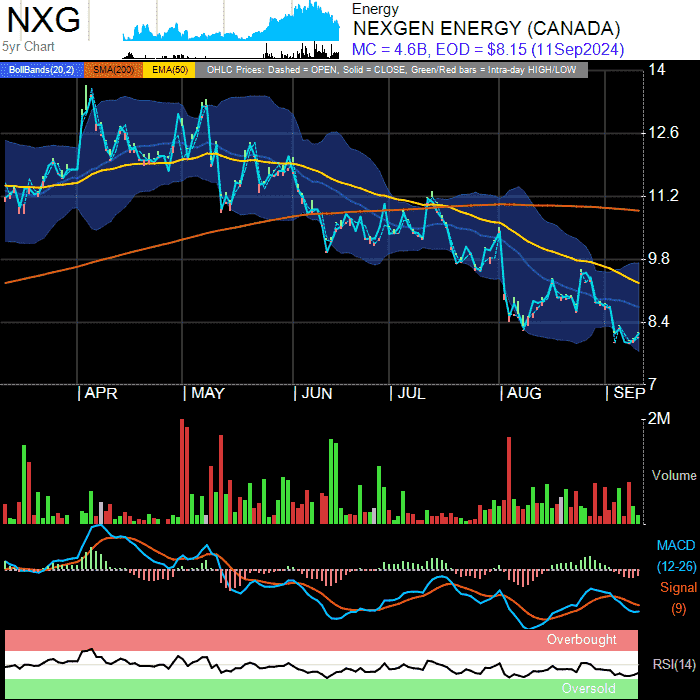 NXG
5yr Chart
Energy
NEXGEN ENERGY (CANADA)
MC = 4.6B, EOD = $8.15 (11Sep2024)
BollBands(20,2) SMA(200) EMA(50) OHLC Prices: Dashed = OPEN, Solid = CLOSE, Green/Red bars = Intra-day HIGH/LOW
14
12.6
11.2
9.8
8.4
7
| APR | MAY | JUN | JUL | AUG | SEP
2M
Volume
MACD
(12-26)
Signal
(9)
Overbought
RSI(14)
Oversold